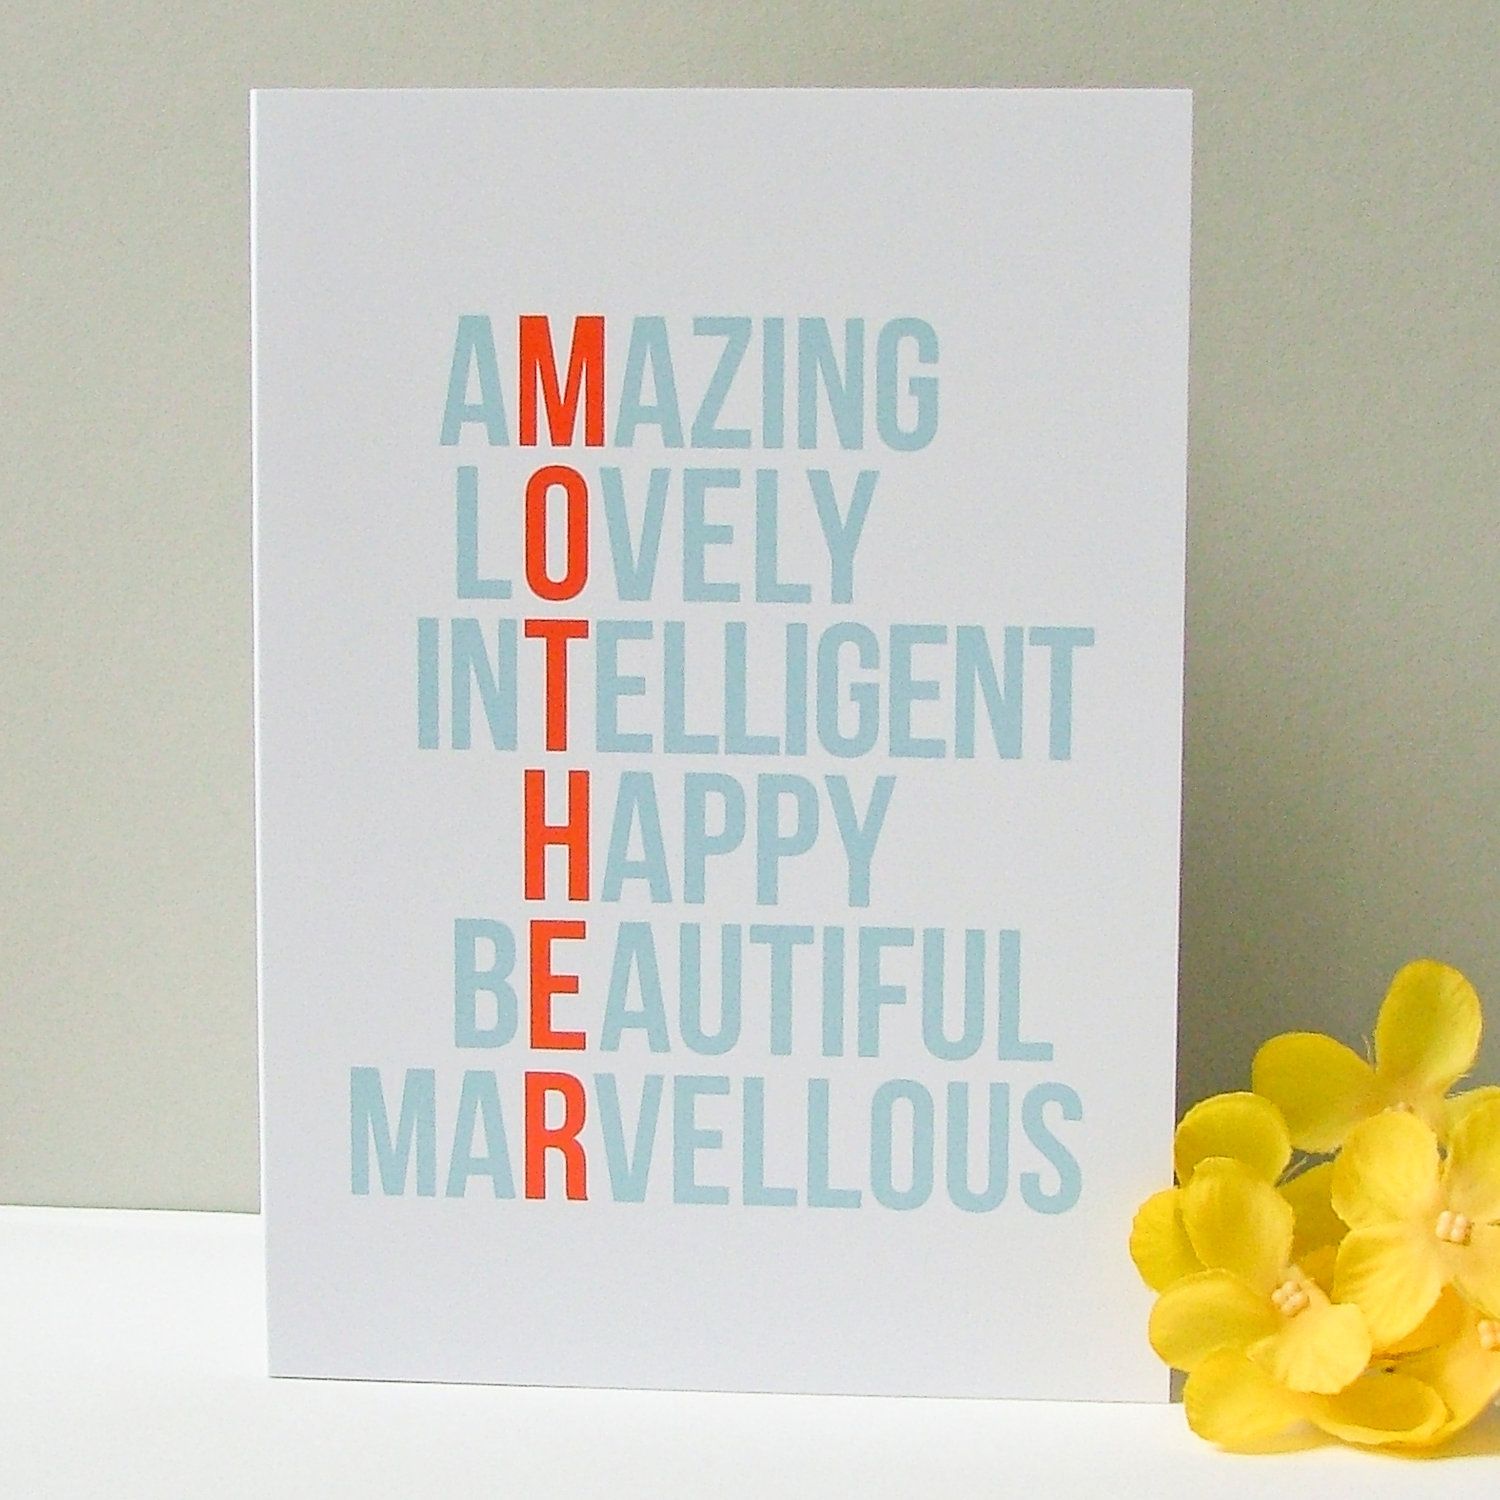 AMAZING
LOVELY
INTELLIGENT
HAPPY
BEAUTIFUL
MARVELLOUS